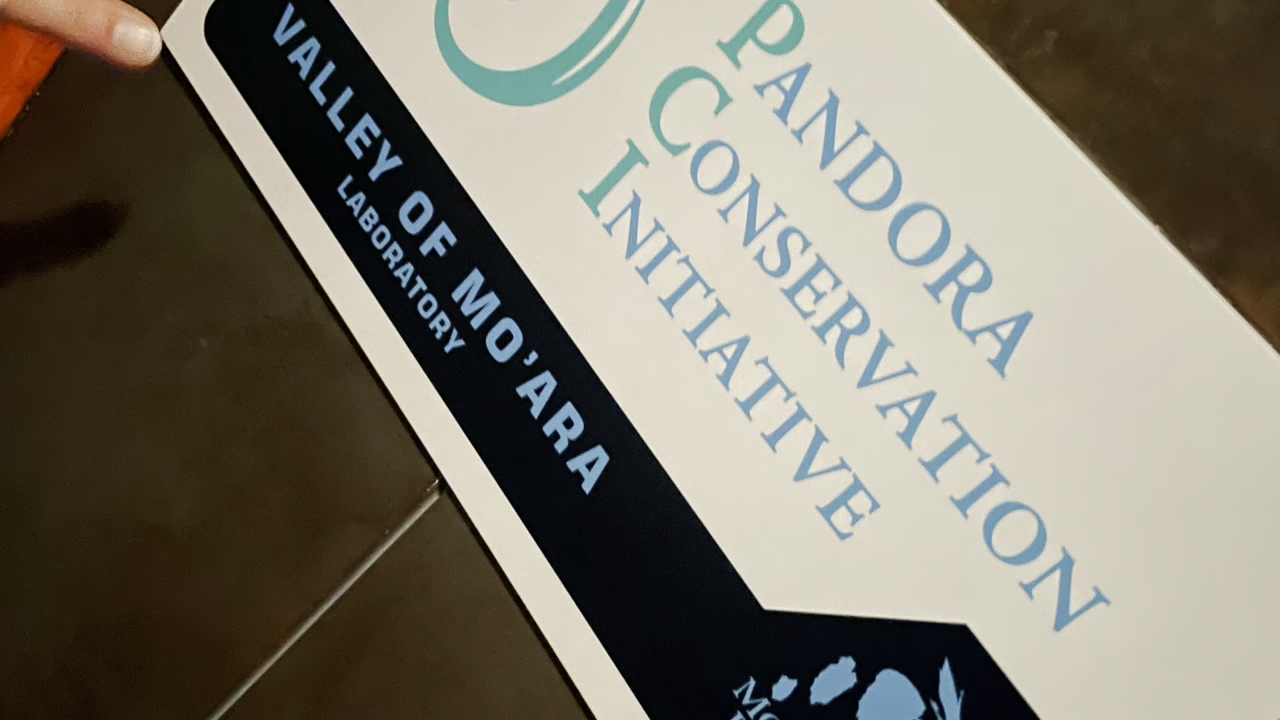 PANDORA
CONSERVATION
INITIATIVE
VALLEY OF MO'ARA
LABORATORY